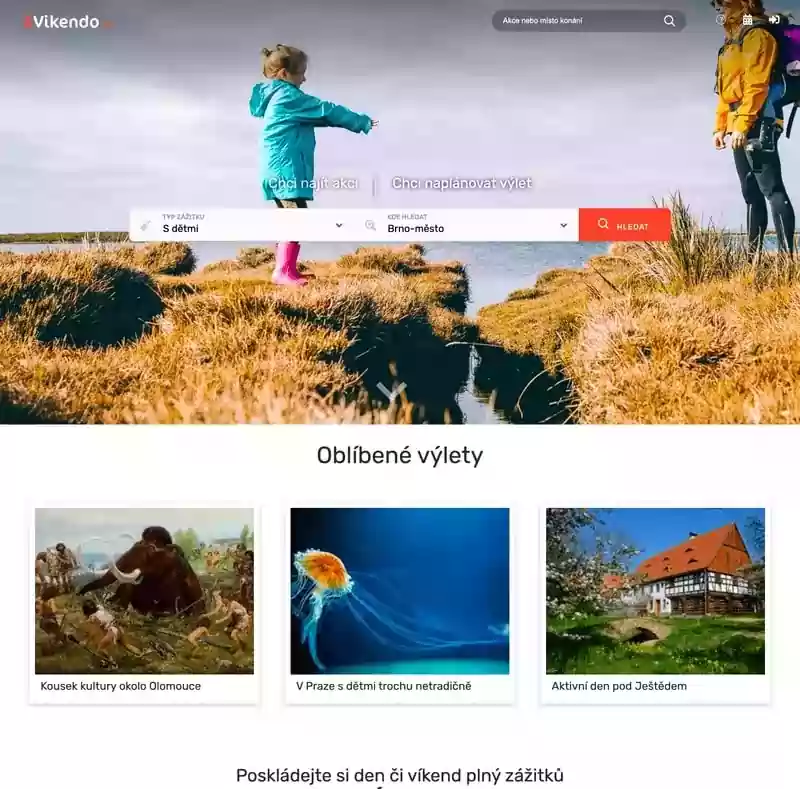 Vikendo
Akce nebo místo konání
Chci najít akci
Chci naplánovat výlet
TYP ZÁŽITKU
S dětmi
KDE HLEDAT
Brno-město
HLEDAT
Oblíbené výlety
Kousek kultury okolo Olomouce
V Praze s dětmi trochu netradičně
Aktivní den pod Ještědem
Poskládejte si den či víkend plný zážitků